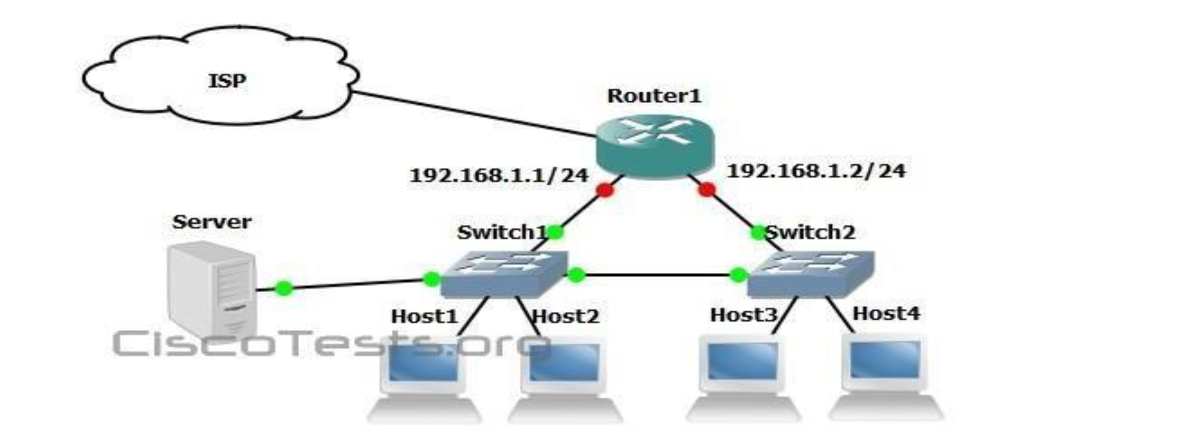 ISP
Router1
192.168.1.1/24
192.168.1.2/24
Server
Switch1
Switch2
Host1
Host2
Host3
Host4
CiscoTests.org